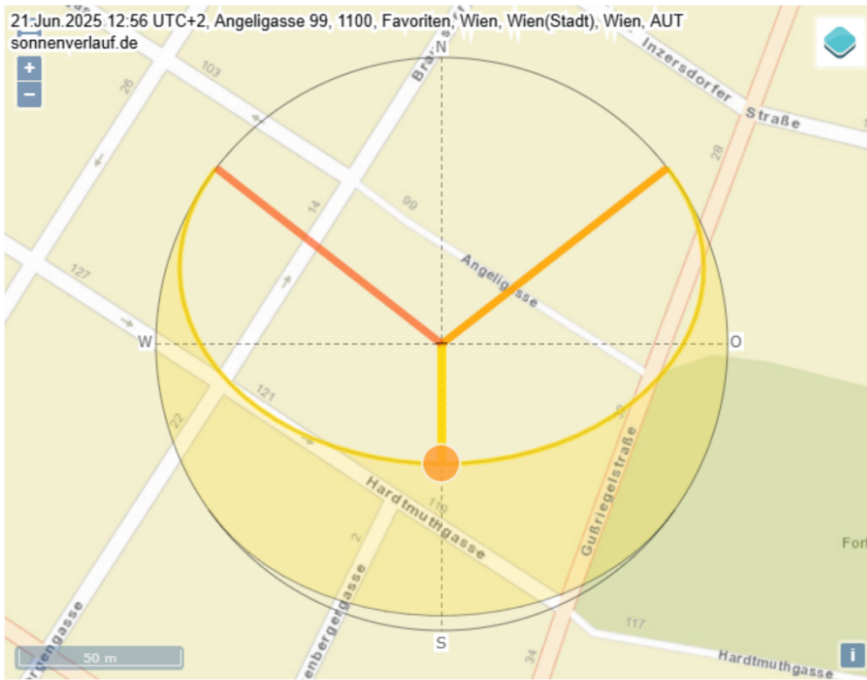 21.Jun.2025 12:56 UTC+2, Angeligasse 99, 1100, Favoriten, Wien, Wien(Stadt), Wien, AUT
sonnenverlauf.de
+
−
N
Inzersdorfer
Straße
103
26
28
14
99
Angeligasse
127
W
O
121
22
119
Hardtmuthgasse
Gußriegelstraße
2
S
117
34
50 m
Hardtmuthgasse
i